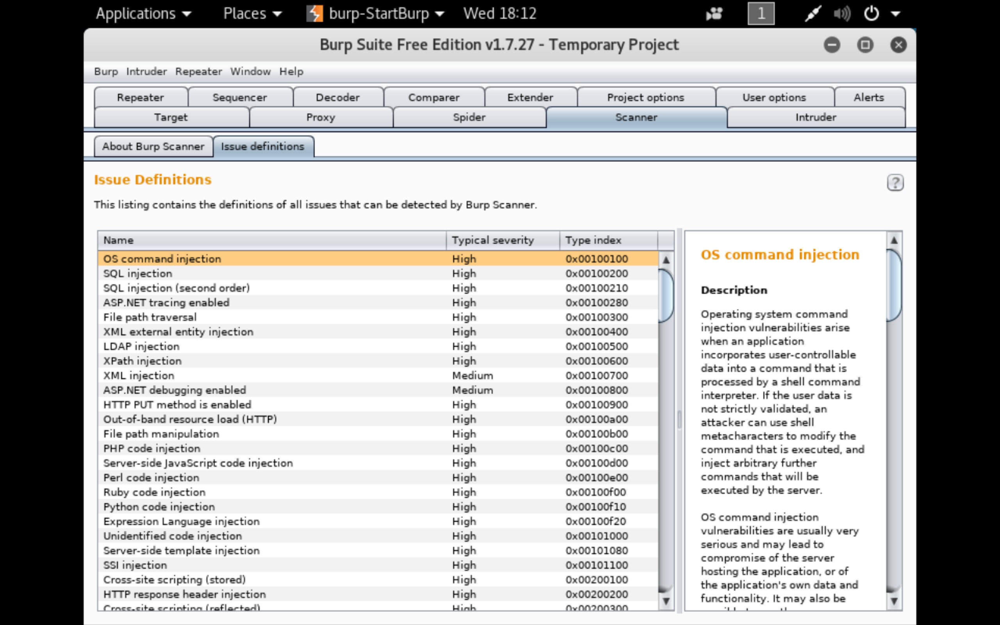 Applications Places burp-StartBurp Wed 18:12 1
Burp Suite Free Edition v1.7.27 - Temporary Project
Burp Intruder Repeater Window Help
Repeater Sequencer Decoder Comparer Extender Project options User options Alerts
Target Proxy Spider Scanner Intruder
About Burp Scanner Issue definitions
Issue Definitions
?
This listing contains the definitions of all issues that can be detected by Burp Scanner.
Name Typical severity Type index
OS command injection High 0x00100100
SQL injection High 0x00100200
SQL injection (second order) High 0x00100210
ASP.NET tracing enabled High 0x00100280
File path traversal High 0x00100300
XML external entity injection High 0x00100400
LDAP injection High 0x00100500
XPath injection High 0x00100600
XML injection Medium 0x00100700
ASP.NET debugging enabled Medium 0x00100800
HTTP PUT method is enabled High 0x00100900
Out-of-band resource load (HTTP) High 0x00100a00
File path manipulation High 0x00100b00
PHP code injection High 0x00100c00
Server-side JavaScript code injection High 0x00100d00
Perl code injection High 0x00100e00
Ruby code injection High 0x00100f00
Python code injection High 0x00100f10
Expression Language injection High 0x00100f20
Unidentified code injection High 0x00101000
Server-side template injection High 0x00101080
SSI injection High 0x00101100
Cross-site scripting (stored) High 0x00200100
HTTP response header injection High 0x00200200
Cross-site scripting (reflected) High 0x00200300
OS command injection
Description
Operating system command
injection vulnerabilities arise
when an application
incorporates user-controllable
data into a command that is
processed by a shell command
interpreter. If the user data is
not strictly validated, an
attacker can use shell
metacharacters to modify the
command that is executed, and
inject arbitrary further
commands that will be
executed by the server.
OS command injection
vulnerabilities are usually very
serious and may lead to
compromise of the server
hosting the application, or of
the application's own data and
functionality. It may also be